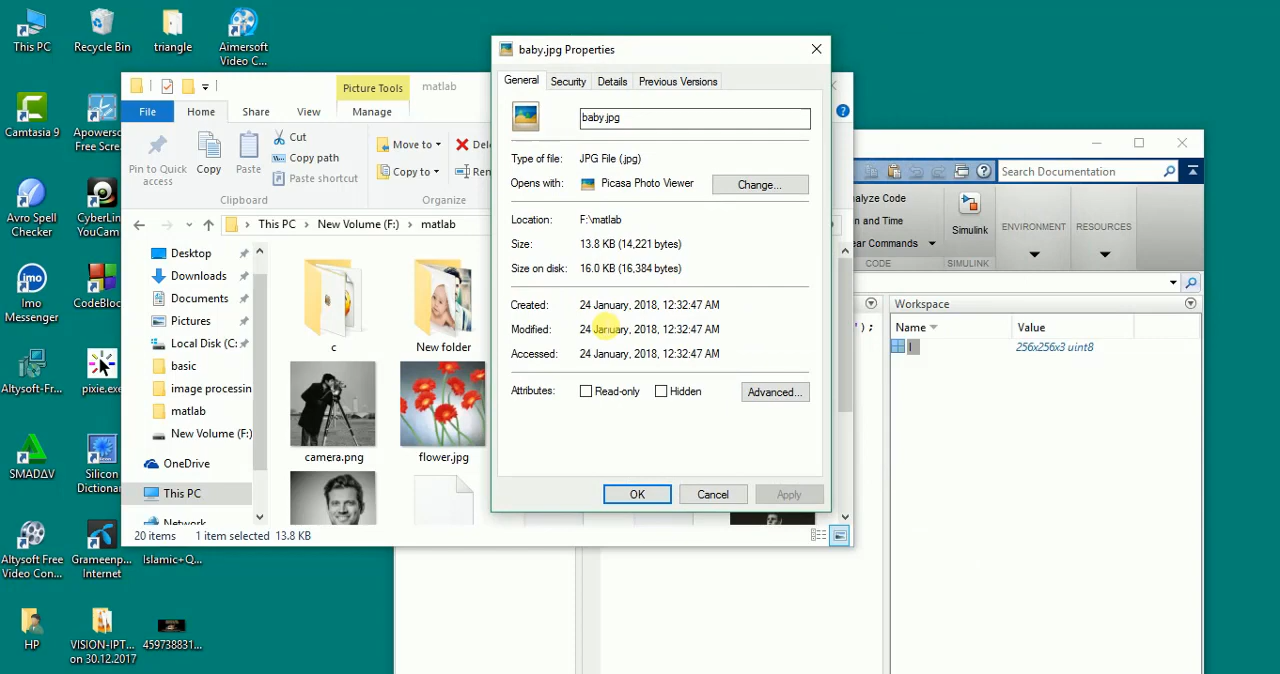 This PC
Recycle Bin
triangle
Aimersoft
Video C...
Camtasia 9
Apowers
Free Scre
Avro Spell
Checker
CyberLin
YouCam
Imo
Messenger
CodeBloc
Altysoft-Fr...
pixie.exe
SMADΔV
Silicon
Dictionar
Altysoft Free
Video Con...
Grameenp
Internet
Islamic+Q...
HP
VISION-IPT...
on 30.12.2017
459738831...
Picture Tools
matlab
File
Home
Share
View
Manage
Pin to Quick
access
Copy
Paste
Cut
Copy path
Paste shortcut
Clipboard
Move to
Copy to
Dele
Ren
Organize
This PC
New Volume (F:)
matlab
Desktop
Downloads
Documents
Pictures
Local Disk (C:
basic
image processin
matlab
New Volume (F:)
OneDrive
This PC
Network
c
New folder
camera.png
flower.jpg
20 items
1 item selected 13.8 KB
baby.jpg Properties
General
Security
Details
Previous Versions
baby.jpg
Type of file: JPG File (.jpg)
Opens with: Picasa Photo Viewer
Change...
Location: F:\matlab
Size: 13.8 KB (14,221 bytes)
Size on disk: 16.0 KB (16,384 bytes)
Created: 24 January, 2018, 12:32:47 AM
Modified: 24 January, 2018, 12:32:47 AM
Accessed: 24 January, 2018, 12:32:47 AM
Attributes: Read-only Hidden
Advanced...
OK
Cancel
Apply
Search Documentation
nalyze Code
n and Time
ear Commands
CODE
Simulink
SIMULINK
ENVIRONMENT
RESOURCES
');
Workspace
Name
Value
I
256x256x3 uint8